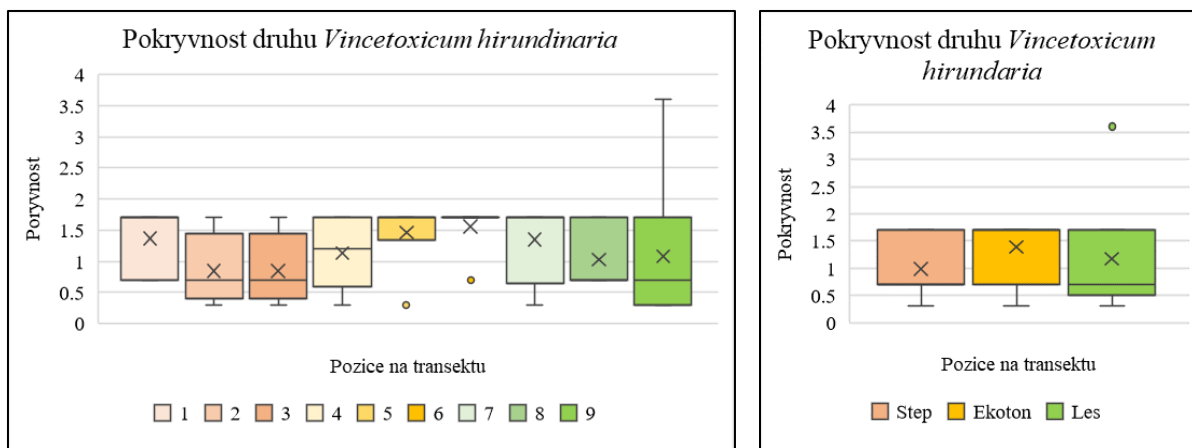 Pokryvnost druhu Vincetoxicum hirundinaria
4
3.5
3
2.5
2
1.5
1
0.5
0
Poryvnost
Pozice na transektu
1 2 3 4 5 6 7 8 9
Pokryvnost druhu Vincetoxicum
hirundaria
4
3.5
3
2.5
2
1.5
1
0.5
0
Pokryvnost
Pozice na transektu
Step Ekoton Les